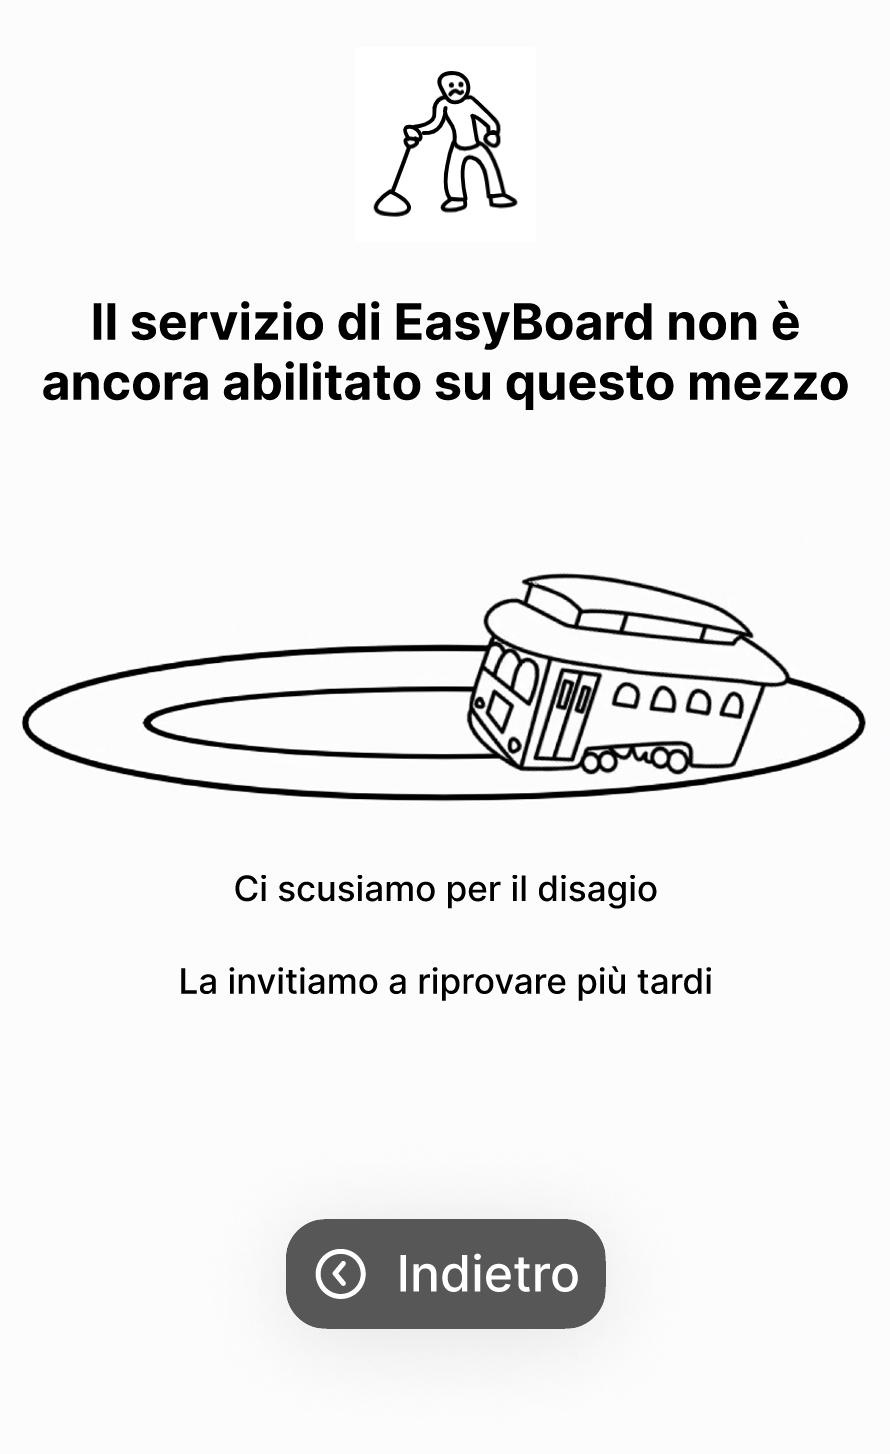 Il servizio di EasyBoard non è
ancora abilitato su questo mezzo
Ci scusiamo per il disagio
La invitiamo a riprovare più tardi
Indietro